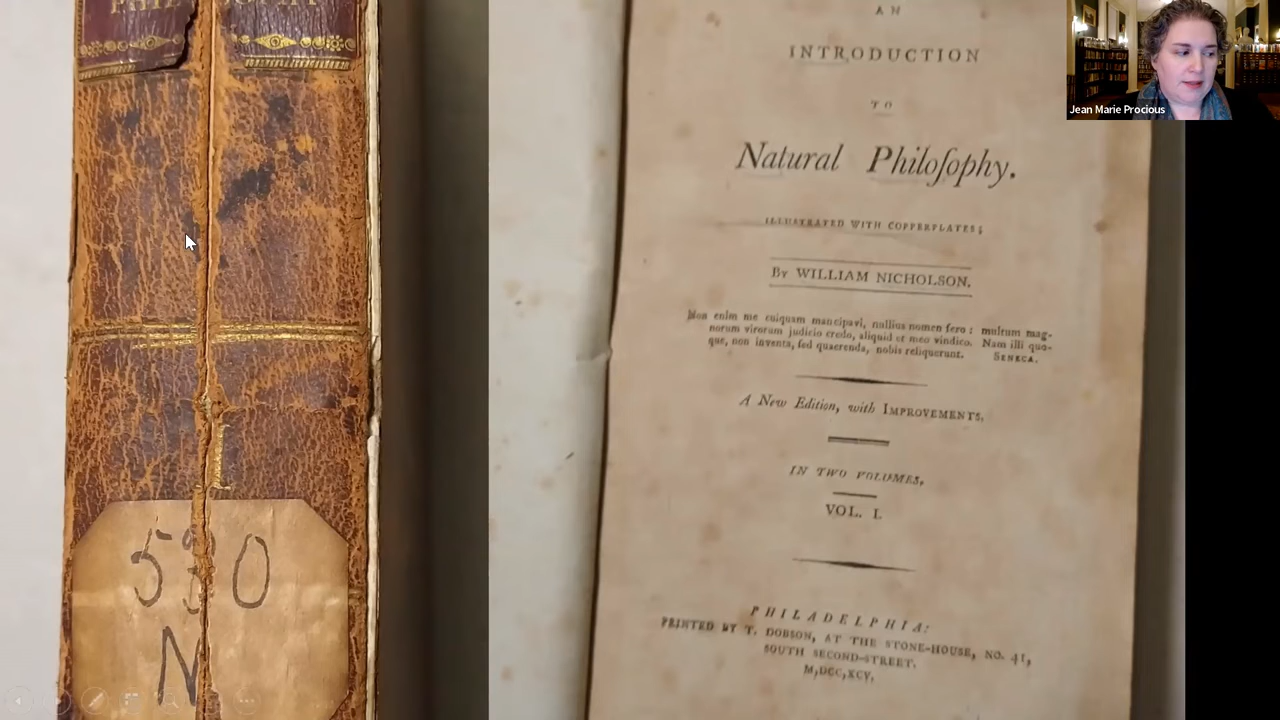 530
N
AN
INTRODUCTION
TO
Natural Philoſophy.
ILLUSTRATED WITH COPPERPLATES;
By WILLIAM NICHOLSON.
Non enim me cuiquam mancipavi, nullius nomen fero: multum mag-
norum virorum judicio credo, aliquid et meo vindico. Nam illi quo-
que, non inventa, ſed quaerenda, nobis reliquerunt. SENECA.
A New Edition, with IMPROVEMENTS.
IN TWO VOLUMES.
VOL. I.
PHILADELPHIA:
PRINTED BY T. DOBSON, AT THE STONE-HOUSE, NO. 41,
SOUTH SECOND-STREET.
M,DCC,XCV.
Jean Marie Procious